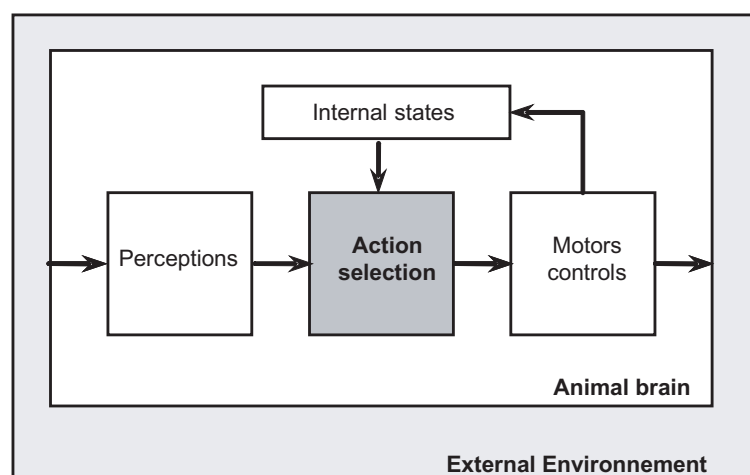 Internal states
Perceptions
Action
selection
Motors
controls
Animal brain
External Environnement